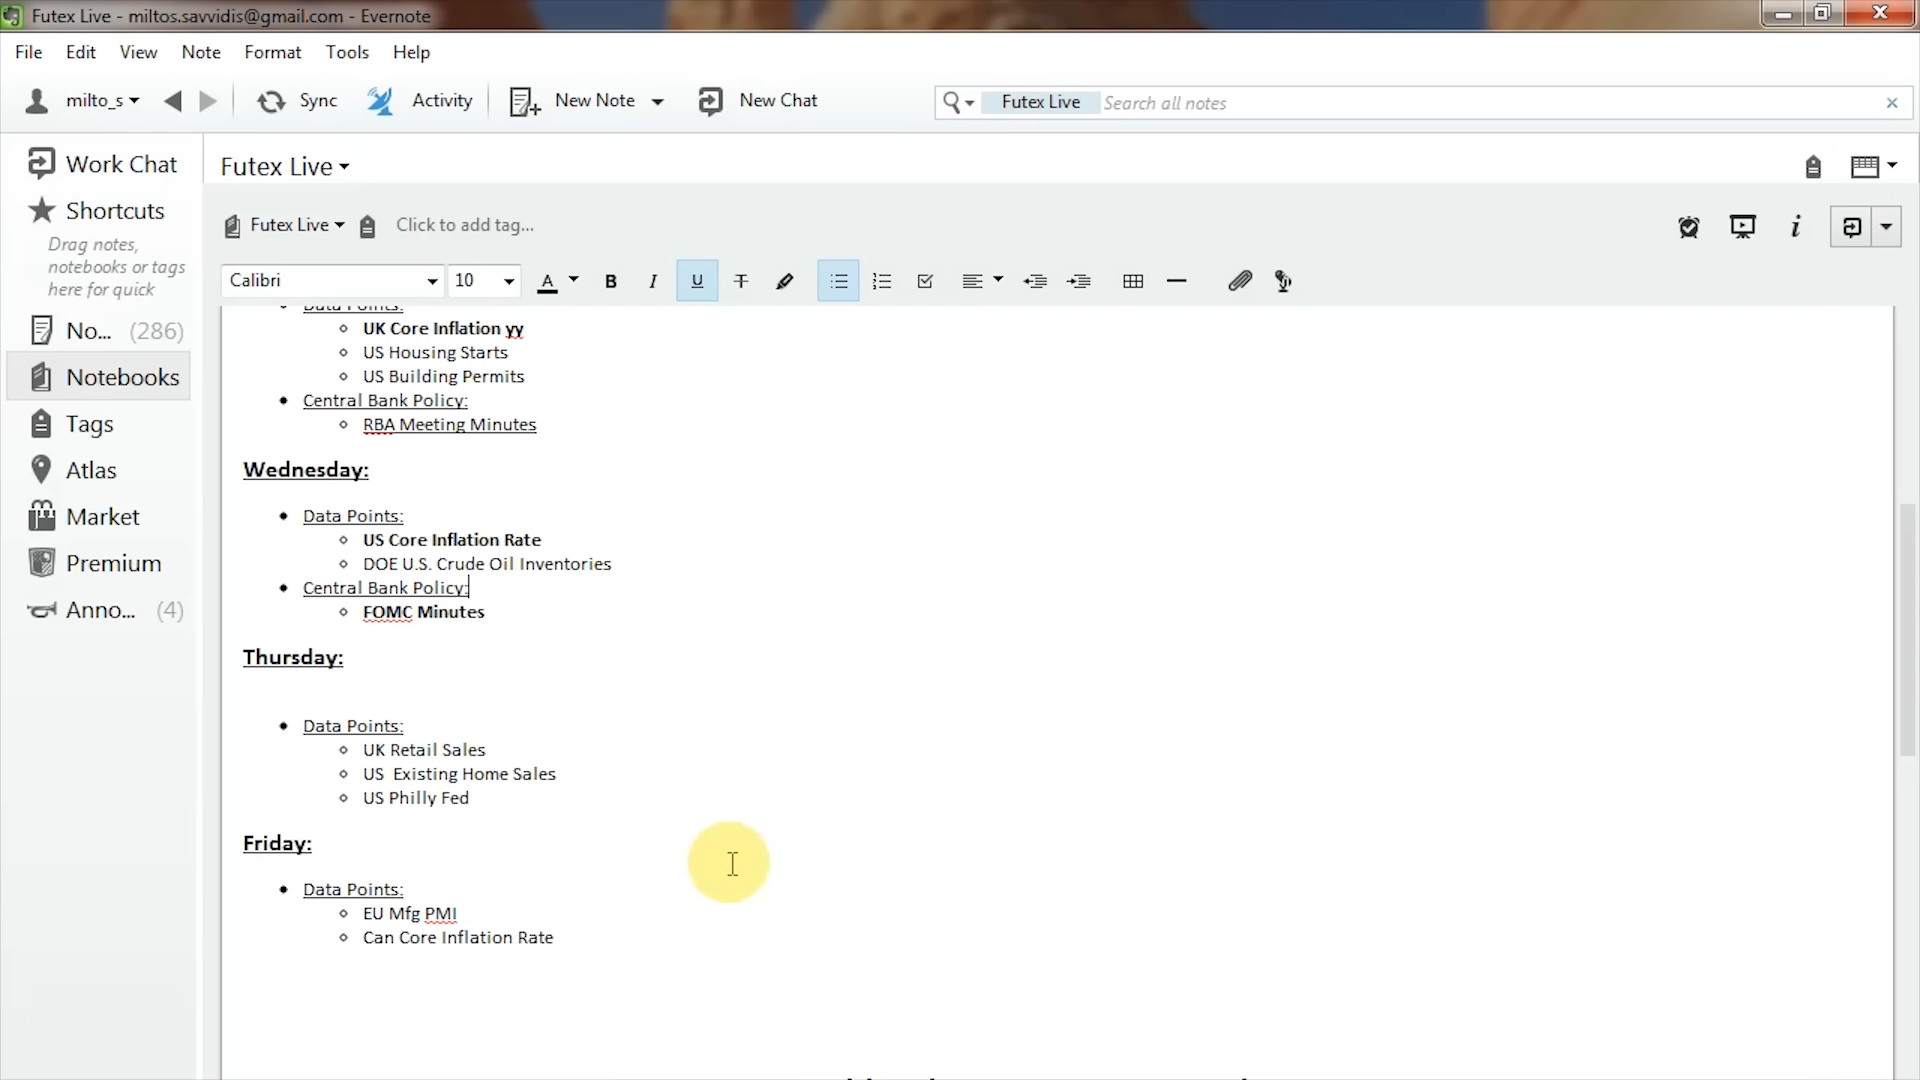 Futex Live - miltos.savvidis@gmail.com - Evernote
File Edit View Note Format Tools Help
milto_s Sync Activity New Note New Chat Futex Live Search all notes
Work Chat
Shortcuts
Drag notes,
notebooks or tags
here for quick
No... (286)
Notebooks
Tags
Atlas
Market
Premium
Anno... (4)
Futex Live
Futex Live Click to add tag...
Calibri 10 A B I U T
Data Points:
UK Core Inflation yy
US Housing Starts
US Building Permits
Central Bank Policy:
RBA Meeting Minutes
Wednesday:
Data Points:
US Core Inflation Rate
DOE U.S. Crude Oil Inventories
Central Bank Policy:
FOMC Minutes
Thursday:
Data Points:
UK Retail Sales
US Existing Home Sales
US Philly Fed
Friday:
Data Points:
EU Mfg PMI
Can Core Inflation Rate